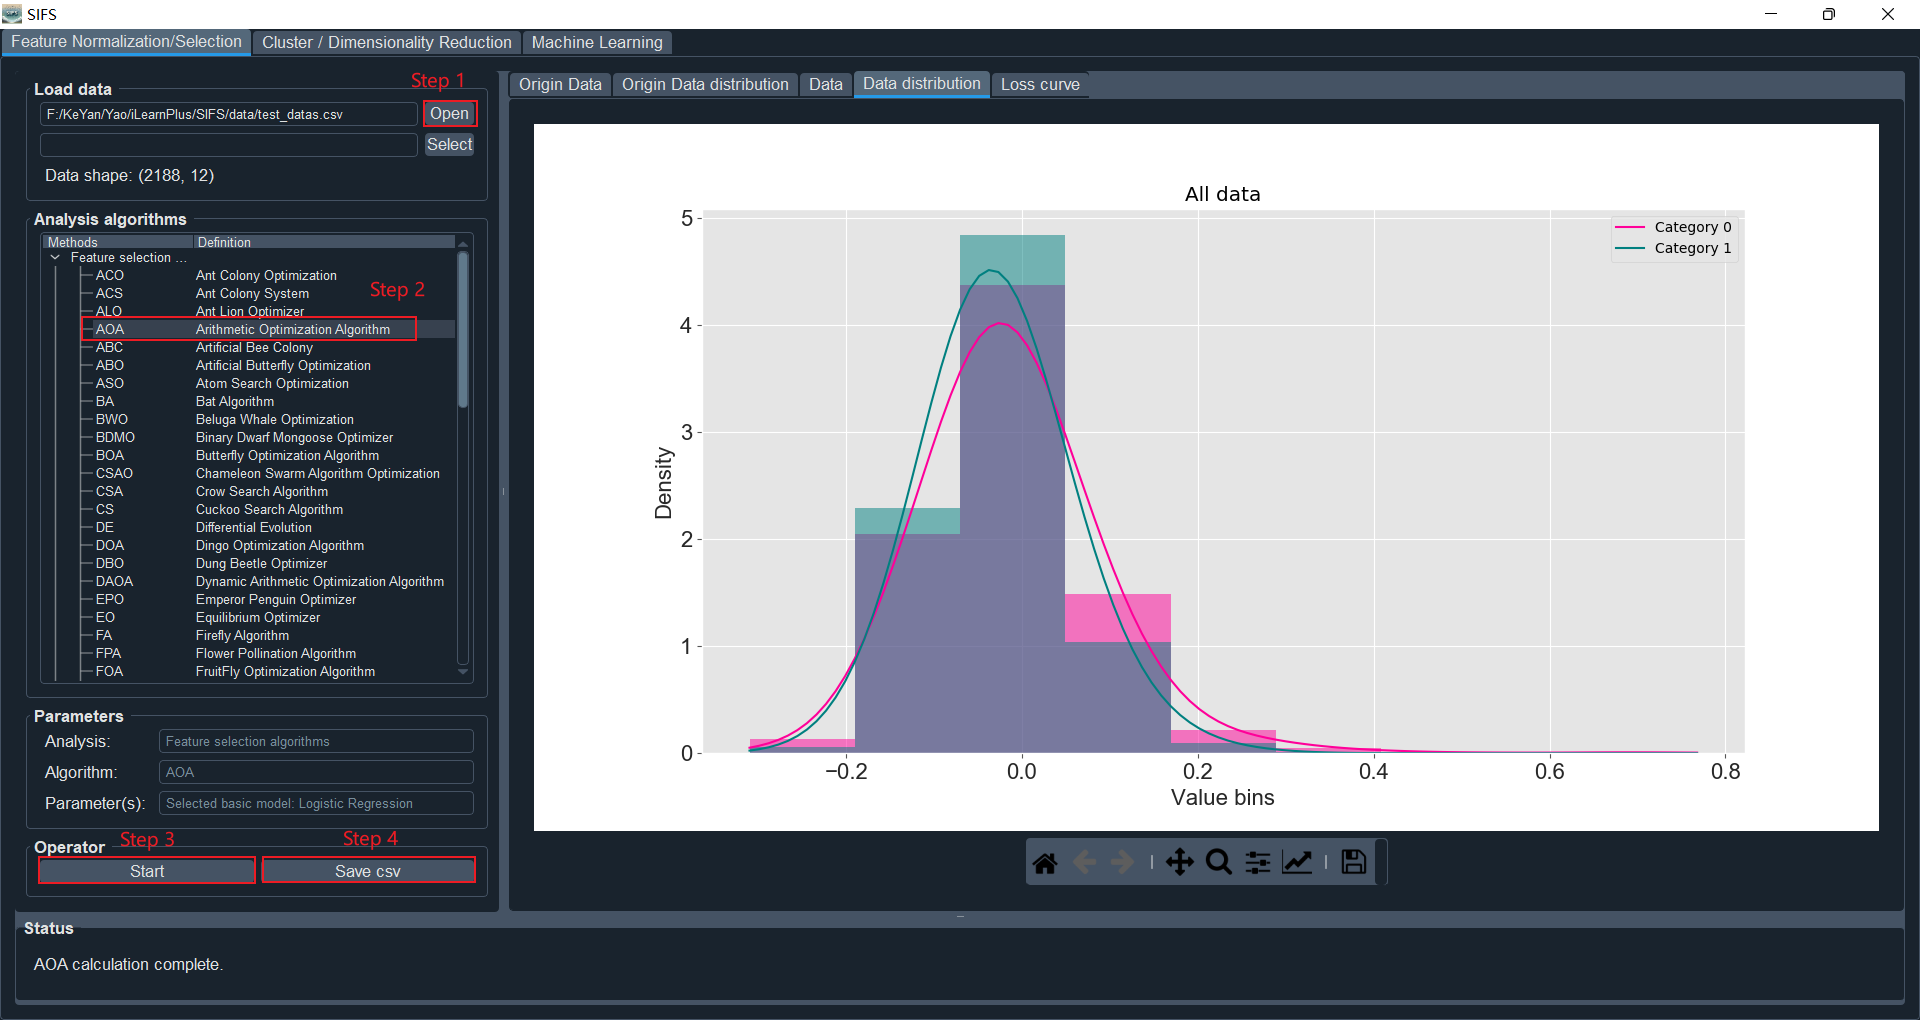 SIFS
Feature Normalization/Selection
Cluster / Dimensionality Reduction
Machine Learning
Step 1
Load data
F:/KeYan/Yao/iLearnPlus/SIFS/data/test_datas.csv
Open
Select
Data shape: (2188, 12)
Analysis algorithms
Methods Definition
Feature selection ...
ACO Ant Colony Optimization
ACS Ant Colony System
Step 2
ALO Ant Lion Optimizer
AOA Arithmetic Optimization Algorithm
ABC Artificial Bee Colony
ABO Artificial Butterfly Optimization
ASO Atom Search Optimization
BA Bat Algorithm
BWO Beluga Whale Optimization
BDMO Binary Dwarf Mongoose Optimizer
BOA Butterfly Optimization Algorithm
CSAO Chameleon Swarm Algorithm Optimization
CSA Crow Search Algorithm
CS Cuckoo Search Algorithm
DE Differential Evolution
DOA Dingo Optimization Algorithm
DBO Dung Beetle Optimizer
DAOA Dynamic Arithmetic Optimization Algorithm
EPO Emperor Penguin Optimizer
EO Equilibrium Optimizer
FA Firefly Algorithm
FPA Flower Pollination Algorithm
FOA FruitFly Optimization Algorithm
Parameters
Analysis: Feature selection algorithms
Algorithm: AOA
Parameter(s): Selected basic model: Logistic Regression
Operator
Step 3
Step 4
Start
Save csv
Origin Data
Origin Data distribution
Data
Data distribution
Loss curve
All data
Category 0
Category 1
5
4
3
2
1
0
Density
−0.2 0.0 0.2 0.4 0.6 0.8
Value bins
Status
AOA calculation complete.